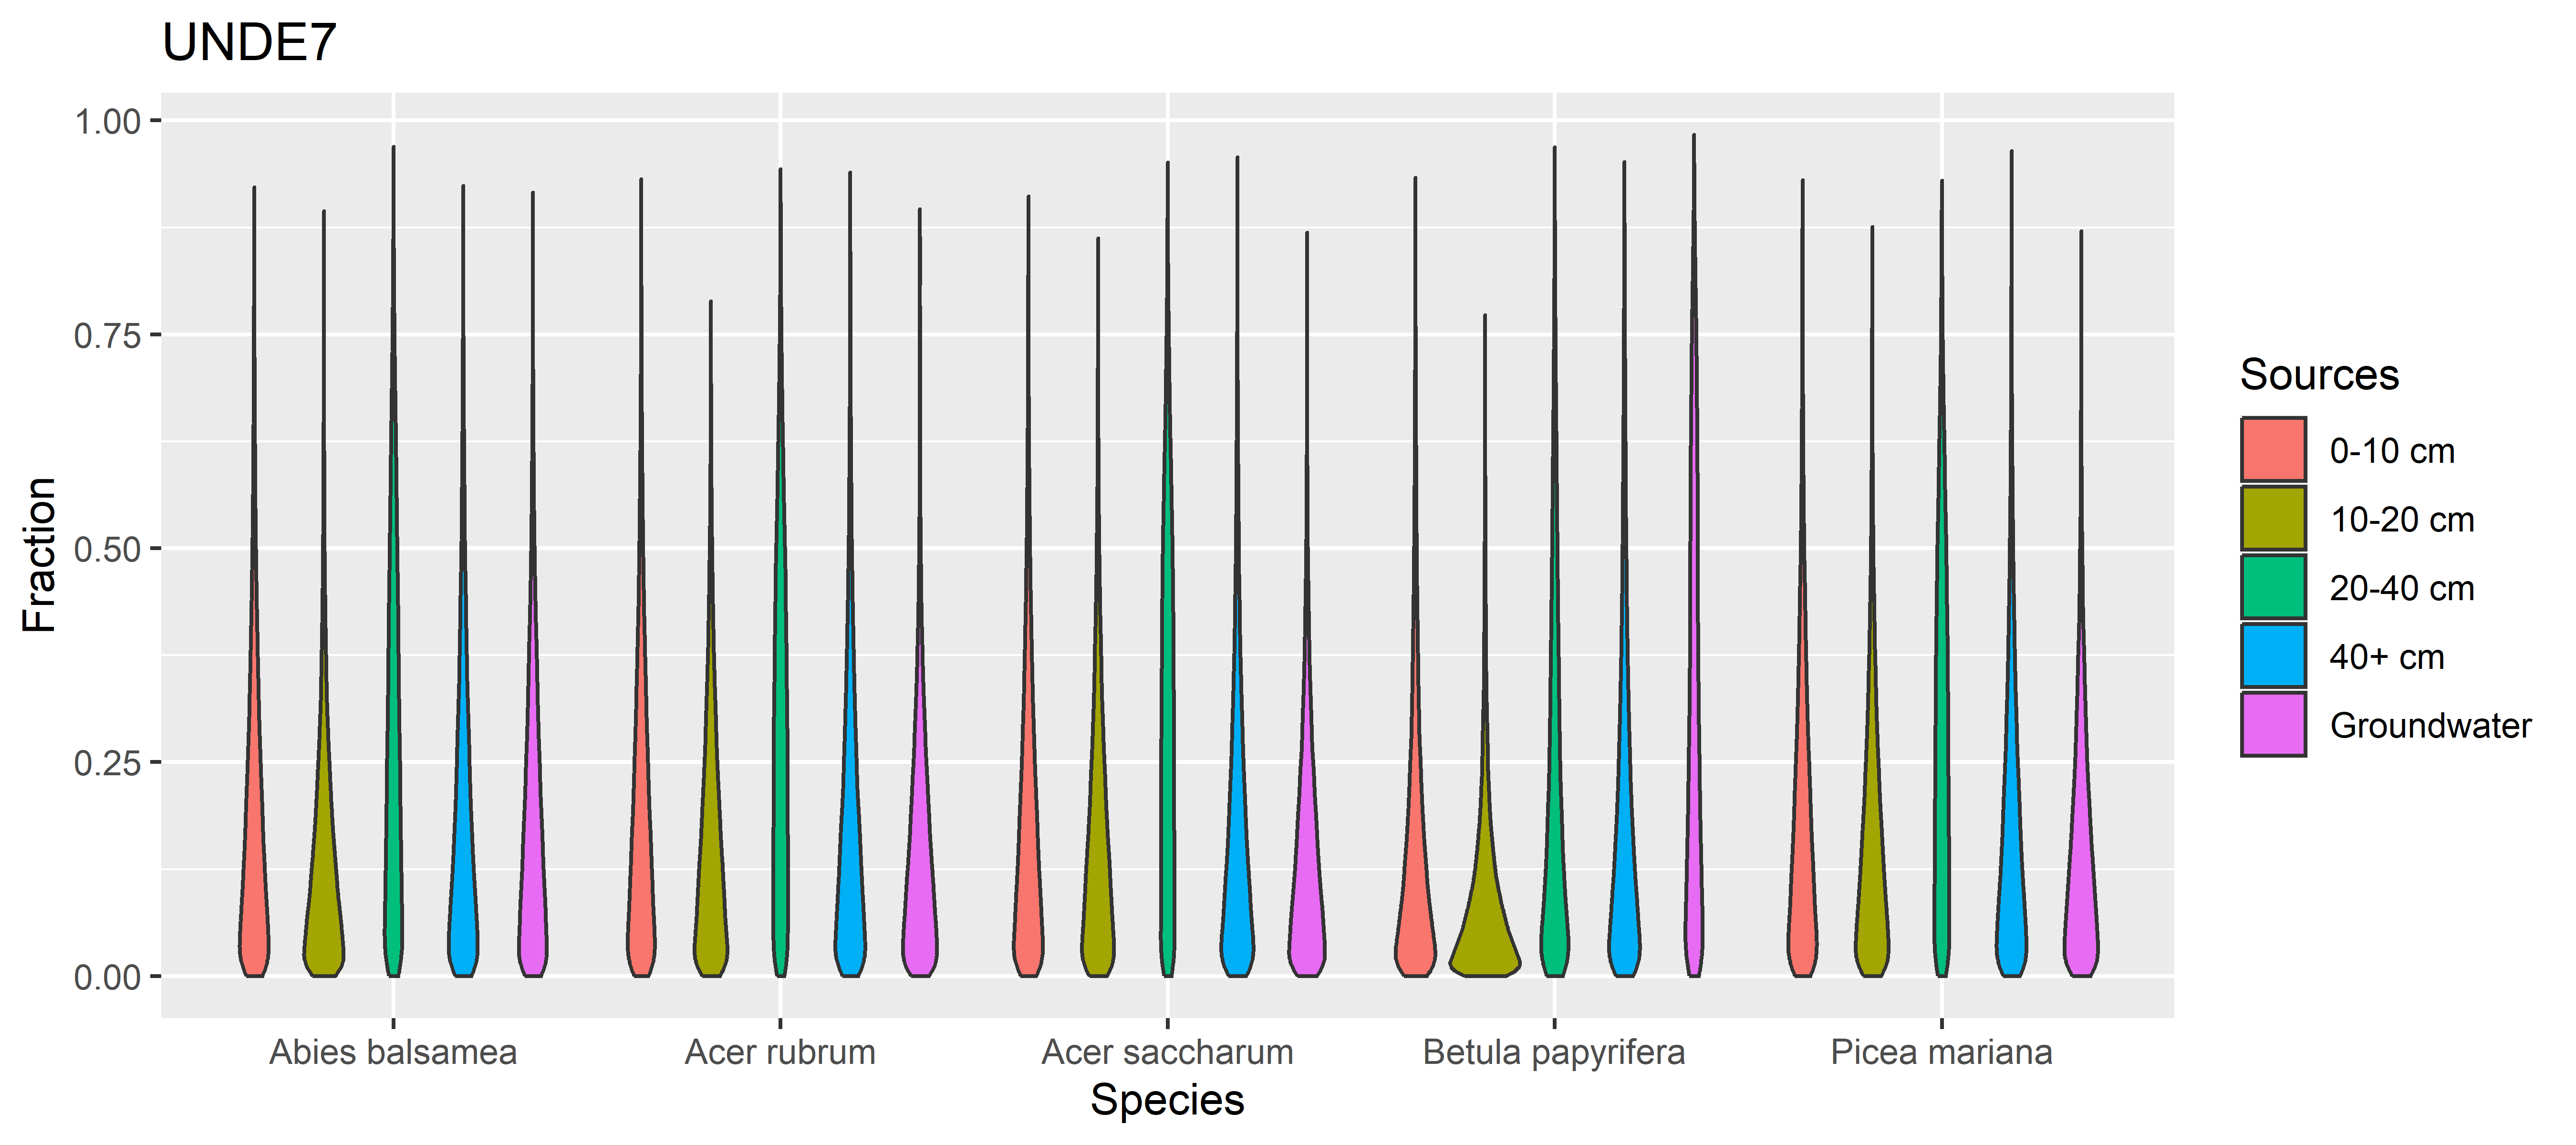 UNDE7
1.00
0.75
0.50
0.25
0.00
Fraction
Abies balsamea
Acer rubrum
Acer saccharum
Betula papyrifera
Picea mariana
Species
Sources
0-10 cm
10-20 cm
20-40 cm
40+ cm
Groundwater